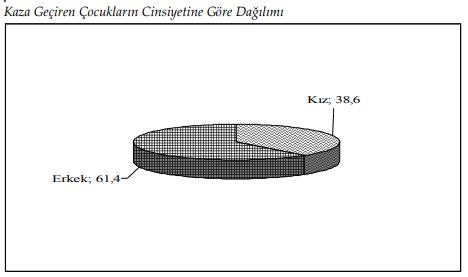 Kaza Geçiren Çocukların Cinsiyetine Göre Dağılımı
Kız; 38,6
Erkek; 61,4